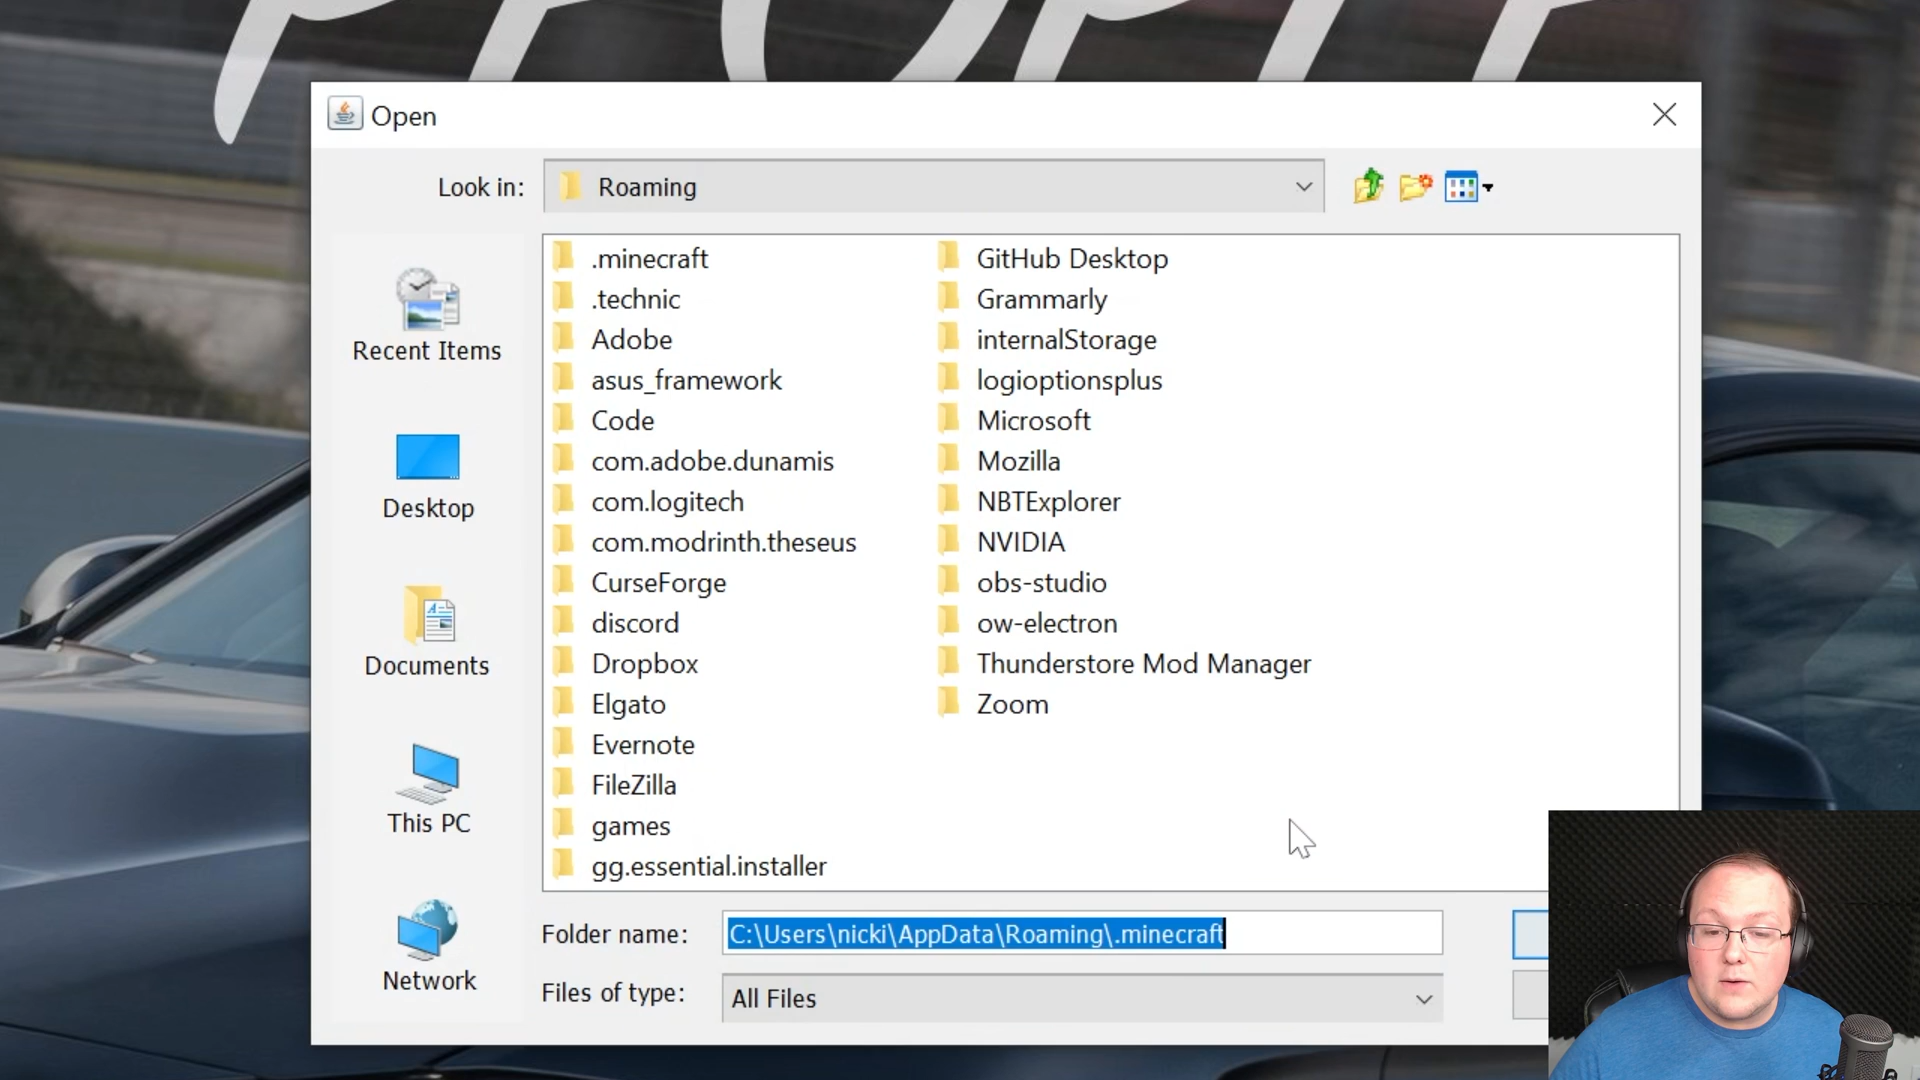 Open
Look in:
Roaming
Recent Items
Desktop
Documents
This PC
Network
.minecraft
.technic
Adobe
asus_framework
Code
com.adobe.dunamis
com.logitech
com.modrinth.theseus
CurseForge
discord
Dropbox
Elgato
Evernote
FileZilla
games
gg.essential.installer
GitHub Desktop
Grammarly
internalStorage
logioptionsplus
Microsoft
Mozilla
NBTExplorer
NVIDIA
obs-studio
ow-electron
Thunderstore Mod Manager
Zoom
Folder name:
C:\Users\nicki\AppData\Roaming\.minecraft
Files of type:
All Files